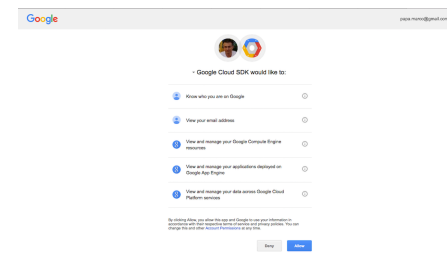 Google
papa.maroc@gmail.com
Google Cloud SDK would like to:
Know who you are on Google
View your email address
View and manage your Google Compute Engine
resources
View and manage your applications deployed on
Google App Engine
View and manage your data across Google Cloud
Platform services
By clicking Allow, you allow this app and Google to use your information in
accordance with their respective terms of service and privacy policies. You can
change this and other Account Permissions at any time.
Deny
Allow